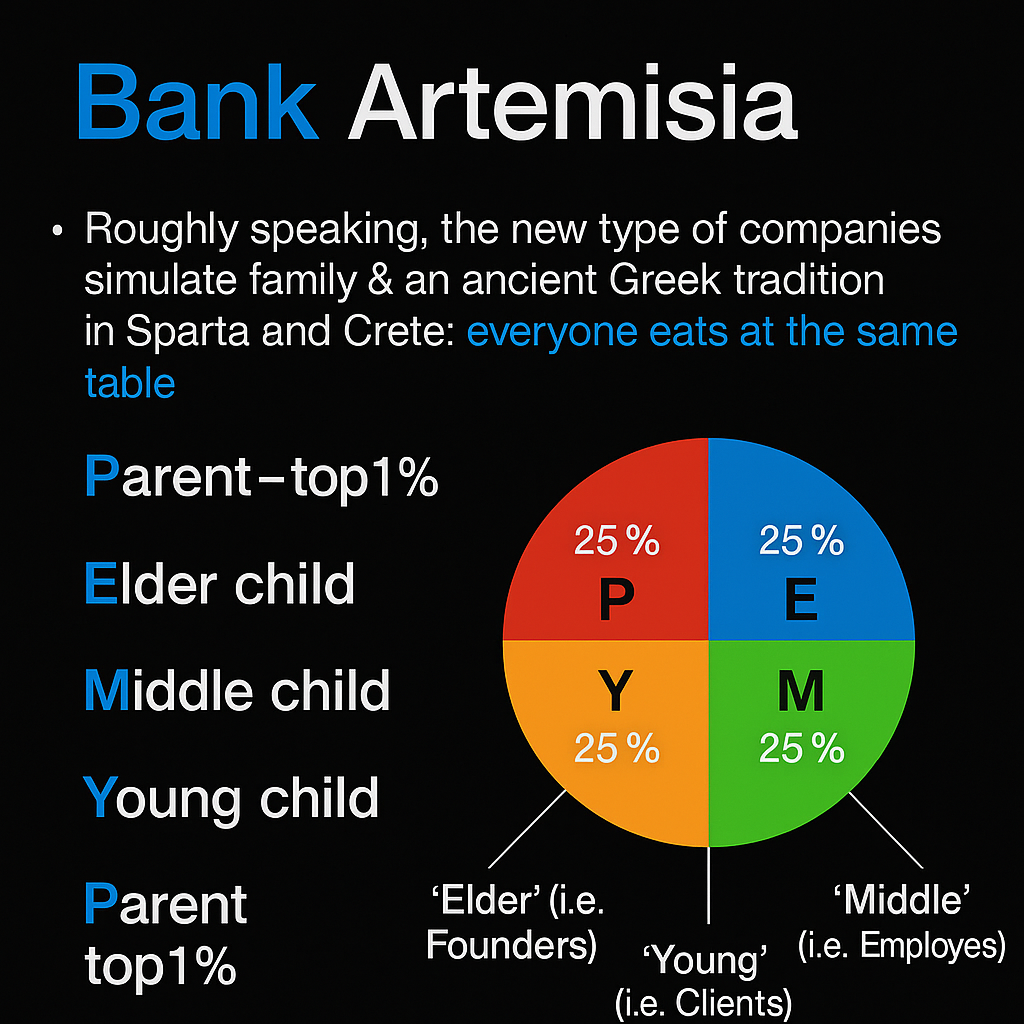 Bank Artemisia
• Roughly speaking, the new type of companies
simulate family & an ancient Greek tradition
in Sparta and Crete: everyone eats at the same
table
Parent–top1%
Elder child
Middle child
Young child
Parent
top1%
25 %
P
25 %
E
Y
25 %
M
25 %
‘Elder’ (i.e.
Founders)
‘Young’
(i.e. Clients)
‘Middle’
(i.e. Employes)